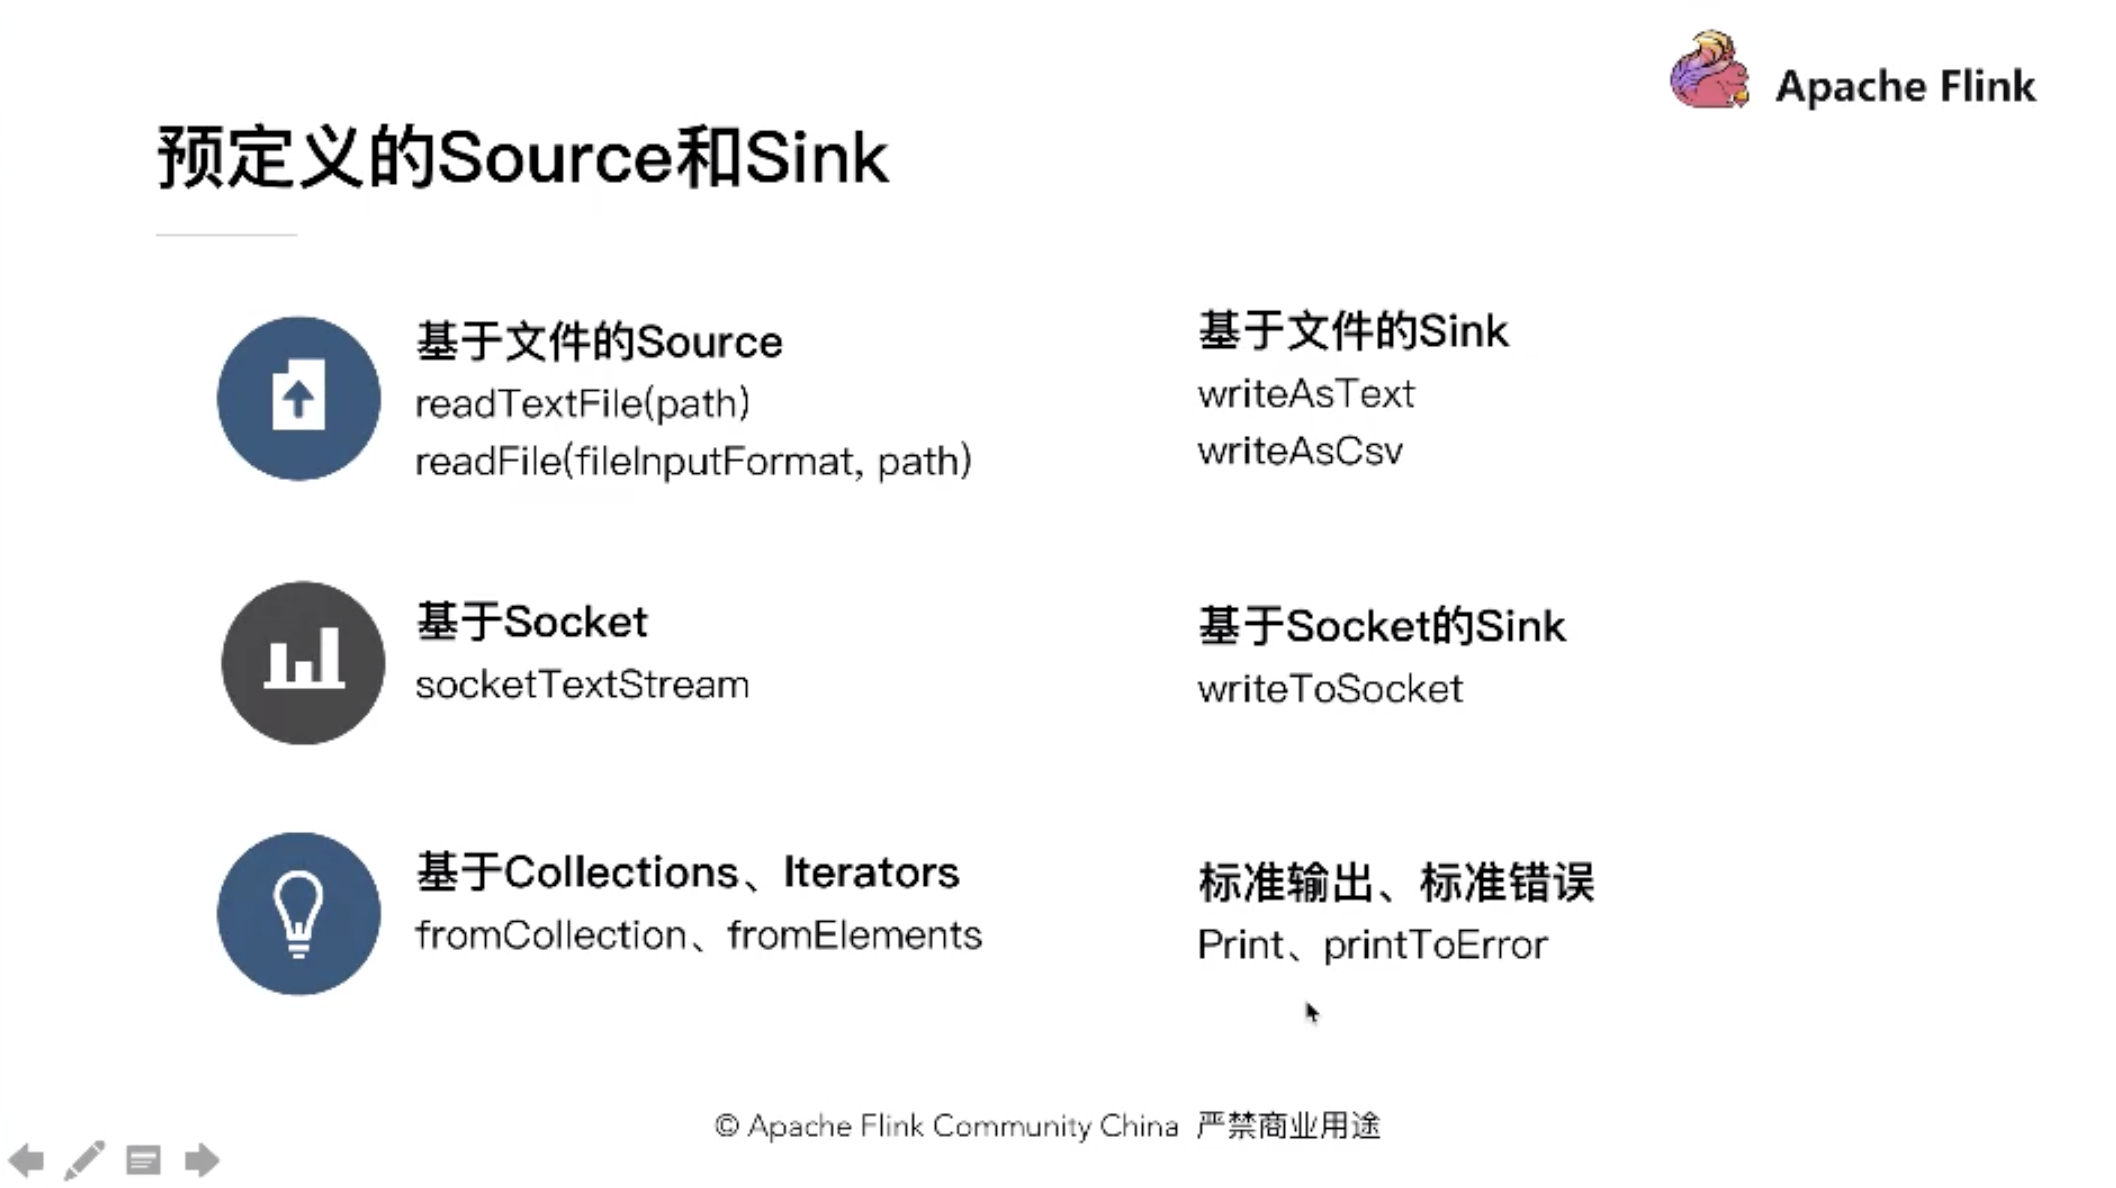 Apache Flink
预定义的Source和Sink
基于文件的Source
readTextFile(path)
readFile(fileInputFormat, path)
基于文件的Sink
writeAsText
writeAsCsv
基于Socket
socketTextStream
基于Socket的Sink
writeToSocket
基于Collections、Iterators
fromCollection、fromElements
标准输出、标准错误
Print、printToError
© Apache Flink Community China 严禁商业用途